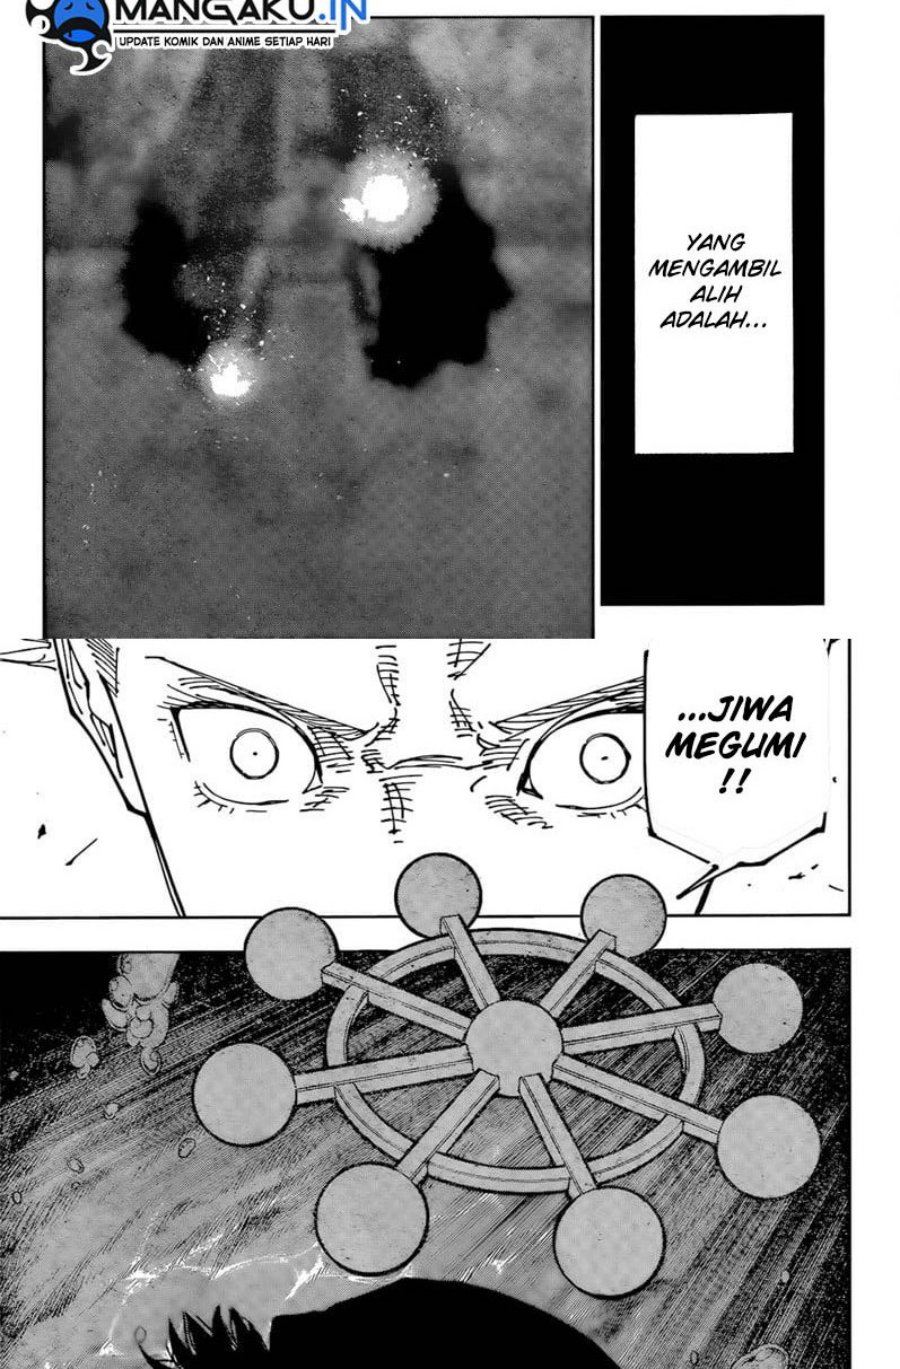 MANGAKU.IN
UPDATE KOMIK DAN ANIME SETIAP HARI
YANG
MENGAMBIL
ALIH
ADALAH...
...JIWA
MEGUMI
!!